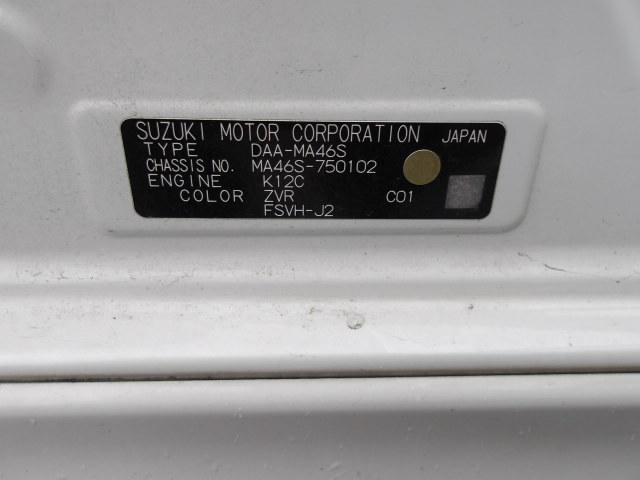 SUZUKI MOTOR CORPORATION JAPAN
TYPE DAA-MA46S
CHASSIS NO. MA46S-750102
ENGINE K12C
COLOR ZVR C01
FSVH-J2